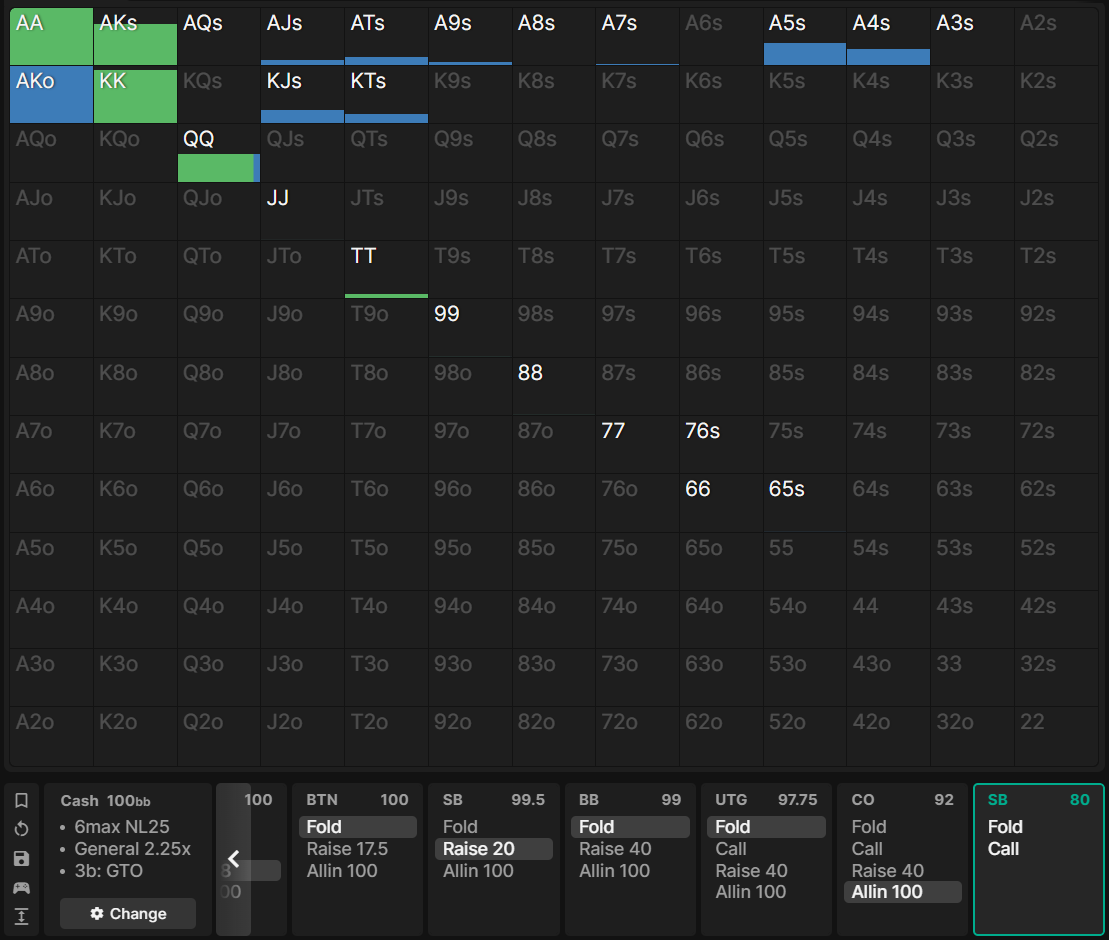 AA AKs AQs AJs ATs A9s A8s A7s A6s A5s A4s A3s A2s
AKo KK KQs KJs KTs K9s K8s K7s K6s K5s K4s K3s K2s
AQo KQo QQ QJs QTs Q9s Q8s Q7s Q6s Q5s Q4s Q3s Q2s
AJo KJo QJo JJ JTs J9s J8s J7s J6s J5s J4s J3s J2s
ATo KTo QTo JTo TT T9s T8s T7s T6s T5s T4s T3s T2s
A9o K9o Q9o J9o T9o 99 98s 97s 96s 95s 94s 93s 92s
A8o K8o Q8o J8o T8o 98o 88 87s 86s 85s 84s 83s 82s
A7o K7o Q7o J7o T7o 97o 87o 77 76s 75s 74s 73s 72s
A6o K6o Q6o J6o T6o 96o 86o 76o 66 65s 64s 63s 62s
A5o K5o Q5o J5o T5o 95o 85o 75o 65o 55 54s 53s 52s
A4o K4o Q4o J4o T4o 94o 84o 74o 64o 54o 44 43s 42s
A3o K3o Q3o J3o T3o 93o 83o 73o 63o 53o 43o 33 32s
A2o K2o Q2o J2o T2o 92o 82o 72o 62o 52o 42o 32o 22
Cash 100bb
• 6max NL25
• General 2.25x
• 3b: GTO
Change
100
8
00
BTN 100
Fold
Raise 17.5
Allin 100
SB 99.5
Fold
Raise 20
Allin 100
BB 99
Fold
Raise 40
Allin 100
UTG 97.75
Fold
Call
Raise 40
Allin 100
CO 92
Fold
Call
Raise 40
Allin 100
SB 80
Fold
Call